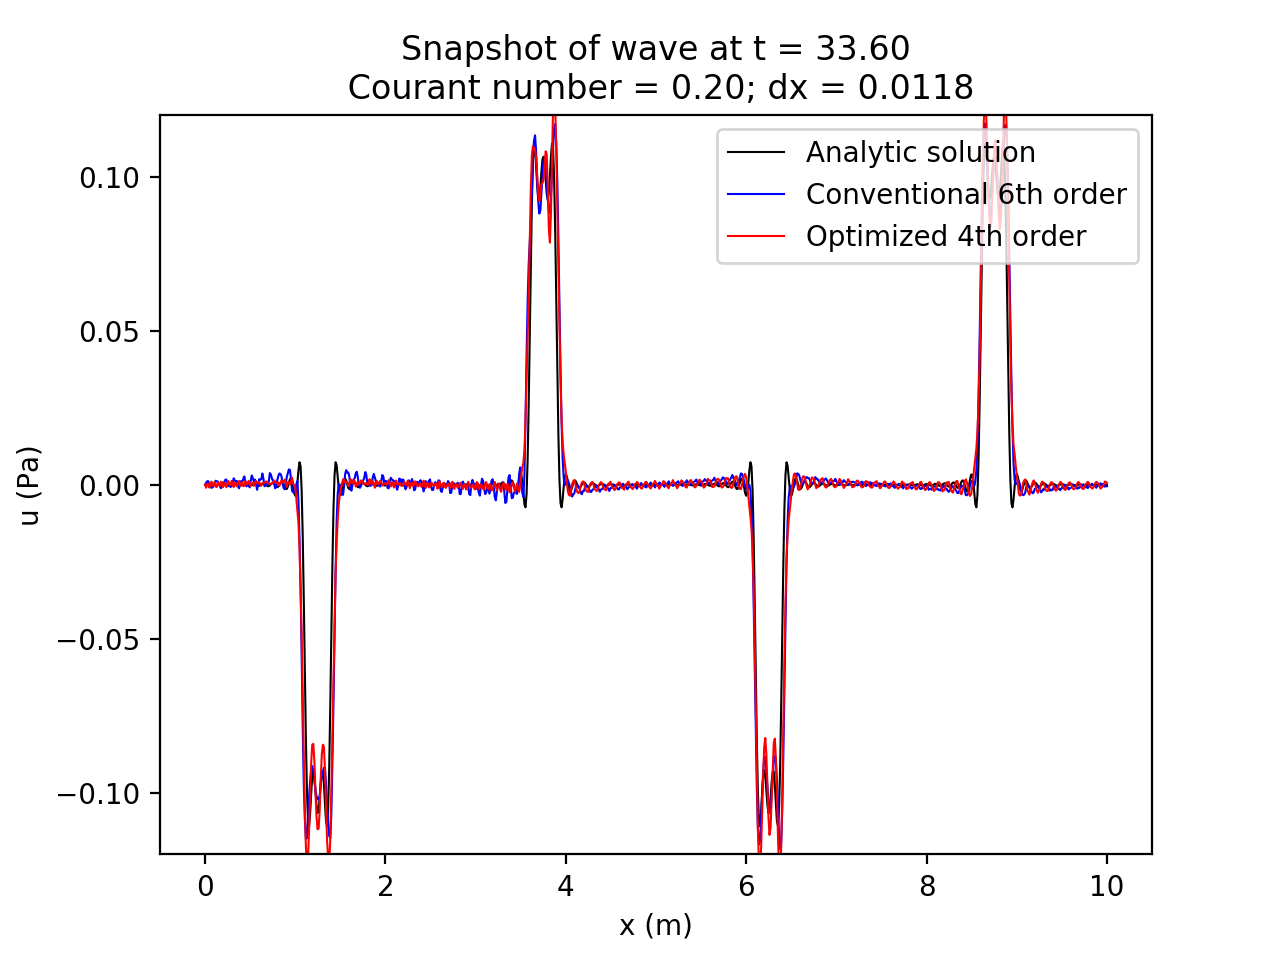 Snapshot of wave at t = 33.60
Courant number = 0.20; dx = 0.0118
Analytic solution
Conventional 6th order
Optimized 4th order
0.10
0.05
0.00
−0.05
−0.10
u (Pa)
0 2 4 6 8 10
x (m)